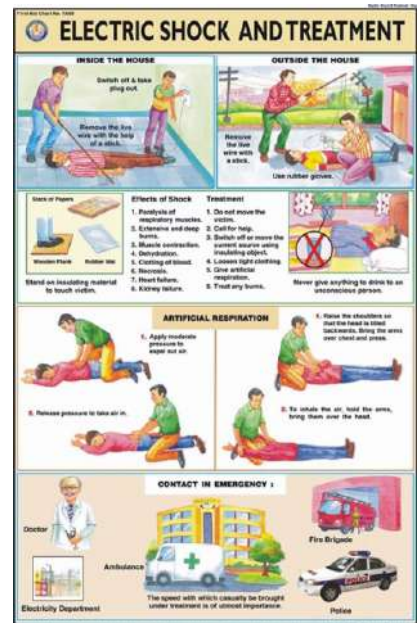 ELECTRIC SHOCK AND TREATMENT
INSIDE THE HOUSE
Switch off & take
plug out.
Remove the live
wire with the help
of a stick.
OUTSIDE THE HOUSE
Remove
the live
wire with
a stick.
Use rubber gloves.
Stack of Papers
Wooden Plank
Rubber Mat
Stand on insulating material
to touch victim.
Effects of Shock
1. Paralysis of
respiratory muscles.
2. Extensive and deep
burns.
3. Muscle contraction.
4. Dehydration.
5. Clotting of blood.
6. Necrosis.
7. Heart failure.
8. Kidney failure.
Treatment
1. Do not move the
victim.
2. Call for help.
3. Switch off or move the
current source using
insulating object.
4. Loosen tight clothing.
5. Give artificial
respiration.
6. Treat any burns.
Never give anything to drink to an
unconscious person.
ARTIFICIAL RESPIRATION
1. Apply moderate
pressure to
expel out air.
2. Release pressure to take air in.
1. Raise the shoulders so
that the head is tilted
backwards. Bring the arms
over chest and press.
2. To inhale the air, hold the arms,
bring them over the head.
CONTACT IN EMERGENCY :
Doctor
Ambulance
Fire Brigade
Electricity Department
The speed with which casualty be brought
under treatment is of utmost importance.
Police